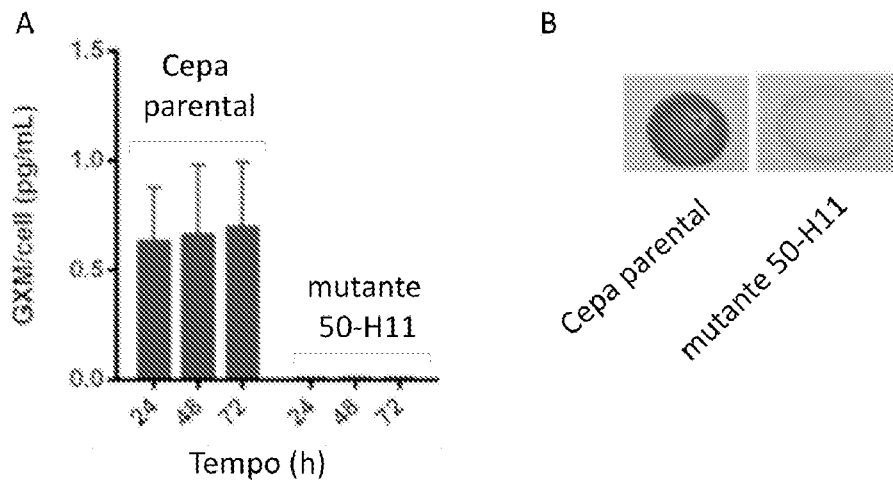 A
GXM/cell (pg/mL)
1.5
1.0
0.5
0.0
Cepa
parental
mutante
50-H11
24 48 72 24 48 72
Tempo (h)
B
Cepa parental
mutante 50-H11